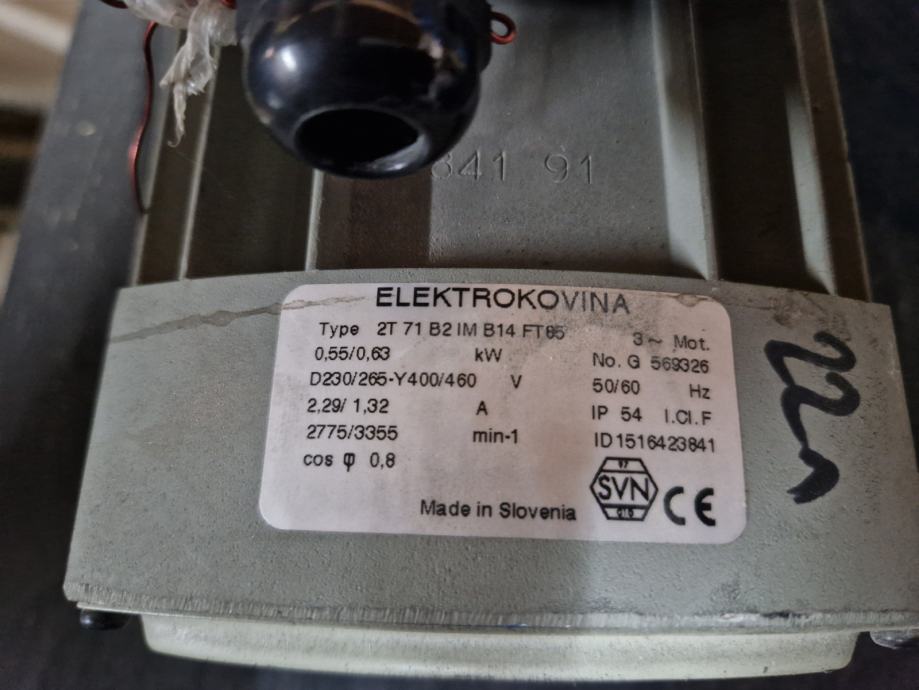 841 91
ELEKTROKOVINA
Type 2T 71 B2 IM B14 FT85 3 ~ Mot.
0,55/0,63 kW No. G 569326
D230/265-Y400/460 V 50/60 Hz
2,29/ 1,32 A IP 54 I.Cl.F
2775/3355 min-1 ID1516423841
cos φ 0,8
SVN
CE
Made in Slovenia